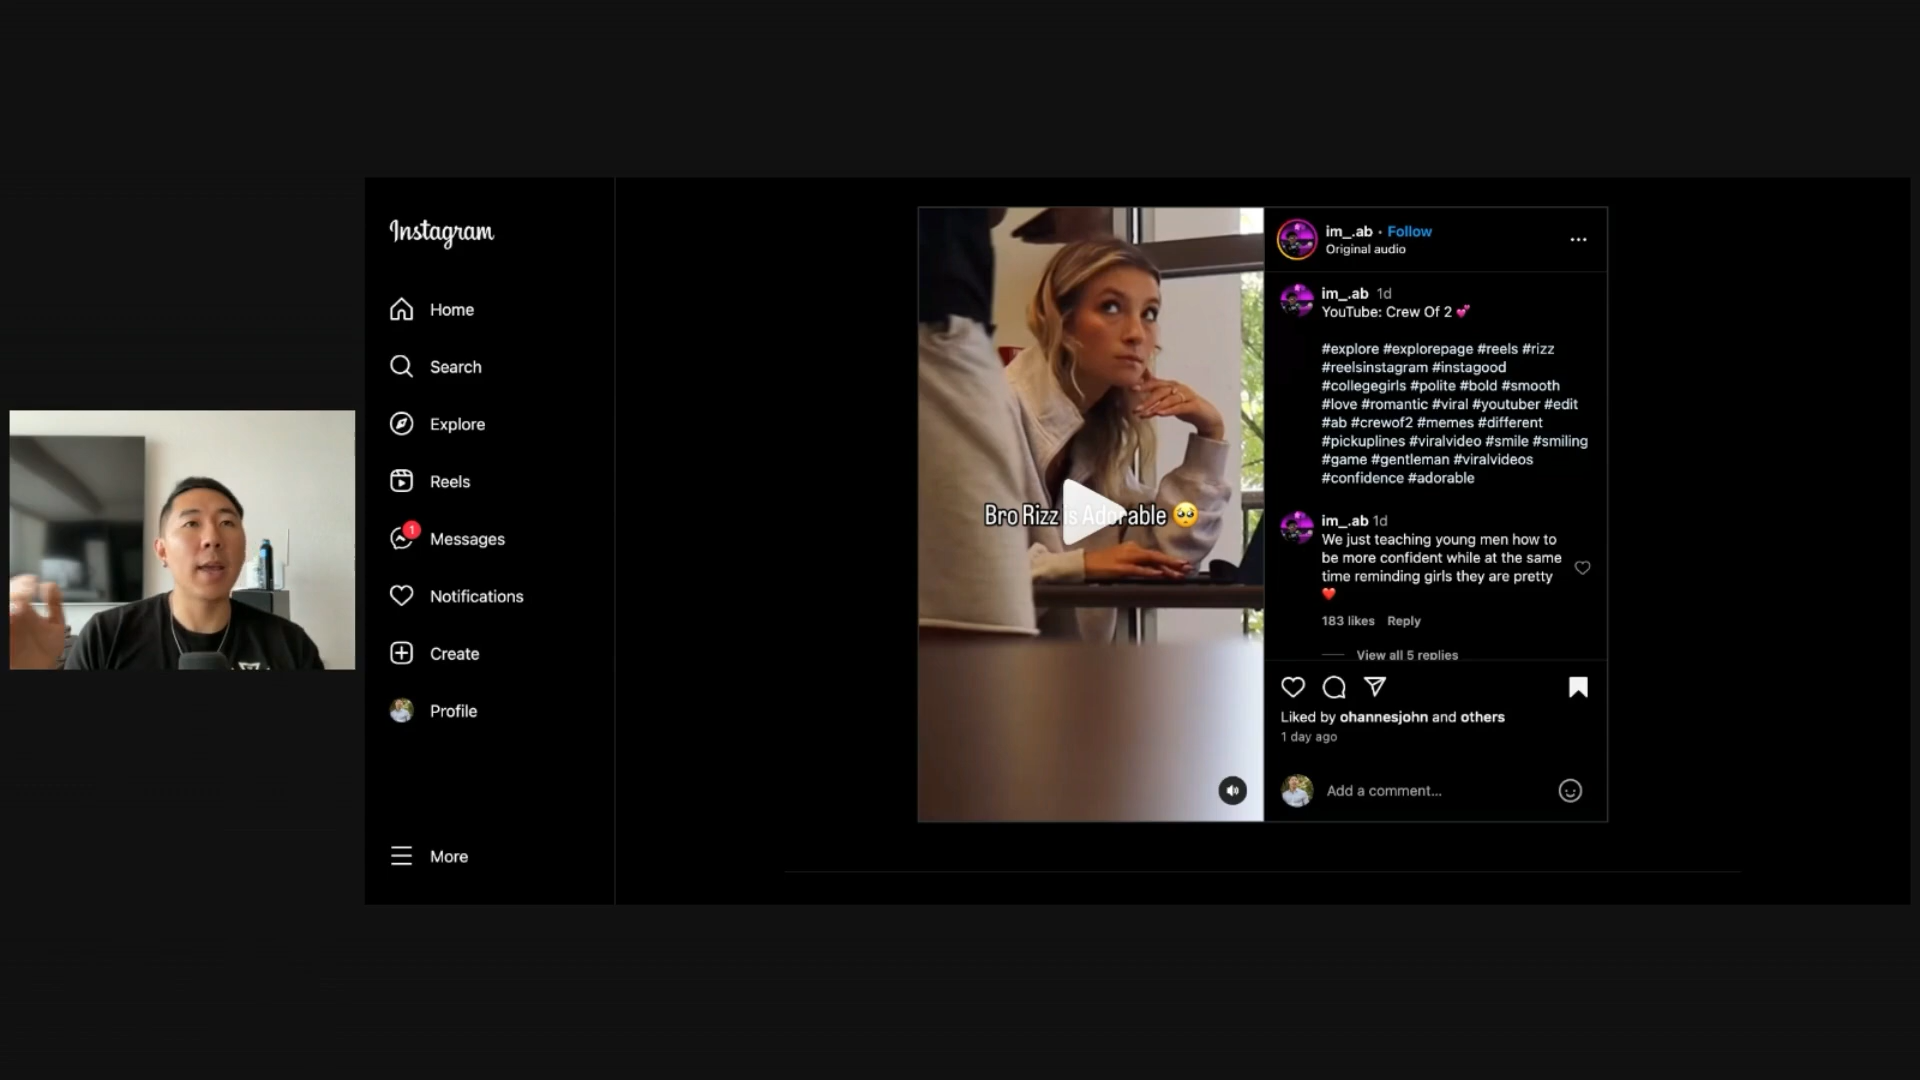 Instagram
Home
Search
Explore
Reels
1
Messages
Notifications
Create
Profile
More
Bro Rizz is Adorable 🥺
im_.ab • Follow
Original audio
im_.ab 1d
YouTube: Crew Of 2 💕
#explore #explorepage #reels #rizz
#reelsinstagram #instagood
#collegegirls #polite #bold #smooth
#love #romantic #viral #youtuber #edit
#ab #crewof2 #memes #different
#pickuplines #viralvideo #smile #smiling
#game #gentleman #viralvideos
#confidence #adorable
im_.ab 1d
We just teaching young men how to
be more confident while at the same
time reminding girls they are pretty
❤️
183 likes Reply
View all 5 replies
Liked by ohannesjohn and others
1 day ago
Add a comment...